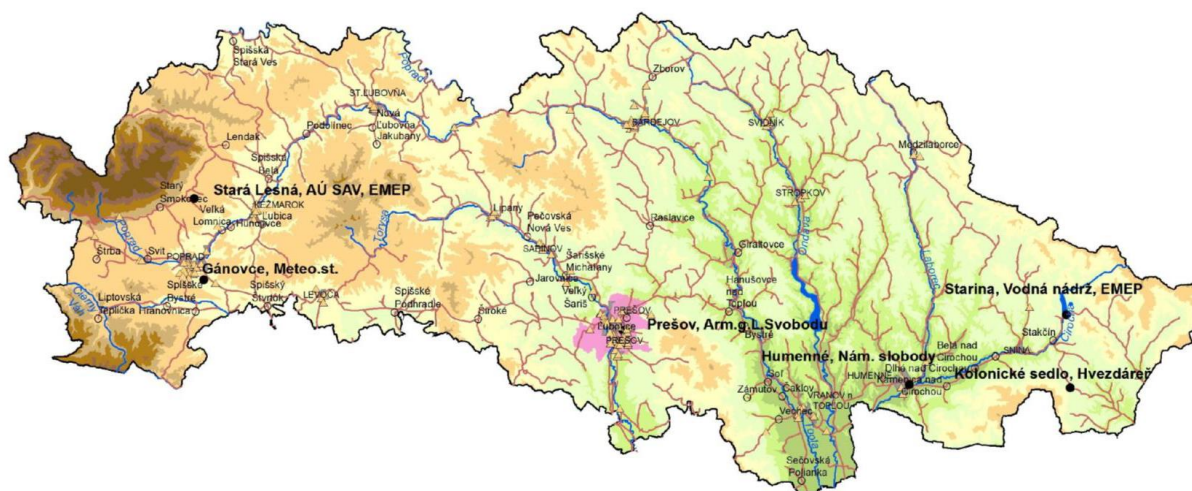 Spišská
Stará Ves
Poprad
Zborov
ST.ĽUBOVŇA
Nová
Ľubovňa
Jakubany
Podolínec
Lendak
BARDEJOV
SVIDNÍK
Medzilaborce
Spišská
Belá
Starý
Smokovec
Stará Lesná, AÚ SAV, EMEP
KEŽMAROK
Ľubica
Veľká
Lomnica
Huncovce
STROPKOV
Torysa
Lipany
Pečovská
Nová Ves
Raslavice
Ondava
Laborec
Poprad
Štrba
Svit
POPRAD
SABINOV
Šarišské
Michaľany
Giraltovce
Gánovce, Meteo.st.
Jarovnice
Veľký
Šariš
Hanušovce
nad
Topľou
Starina, Vodná nádrž, EMEP
Čierny
Váh
Liptovská
Teplička
Spišské
Bystré
Hranovnica
Spišský
Štvrtok
LEVOČA
Spišské
Podhradie
Široké
PREŠOV
Ľubotice
PREŠOV
Prešov, Arm.g.L.Svobodu
Bystré
Stakčín
Cirocha
SNINA
Belá nad
Cirochou
Humenné, Nám. slobody
HUMENNÉ
Dlhé nad Cirochou
Kamenica nad
Cirochou
Kolonické sedlo, Hvezdáreň
Soľ
Zámutov
Čaklov
VRANOV n.
TOPĽOU
Vechec
Topľa
Sečovská
Polianka